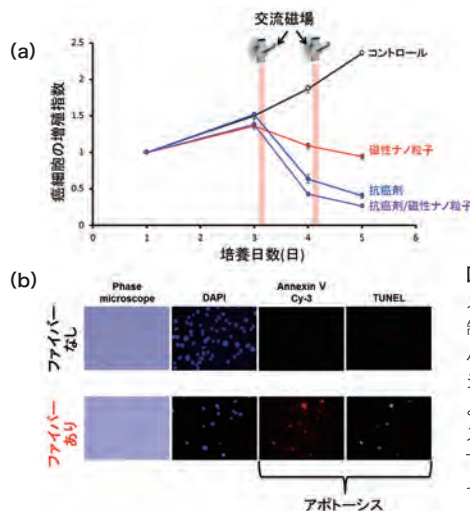 (a)
交流磁場
癌細胞の増殖指数
2.5
2
1.5
1
0.5
0
0 1 2 3 4 5 6
培養日数(日)
コントロール
磁性ナノ粒子
抗癌剤
抗癌剤/磁性ナノ粒子
(b)
Phase microscope
DAPI
Annexin V Cy-3
TUNEL
ファイバーなし
ファイバーあり
アポトーシス